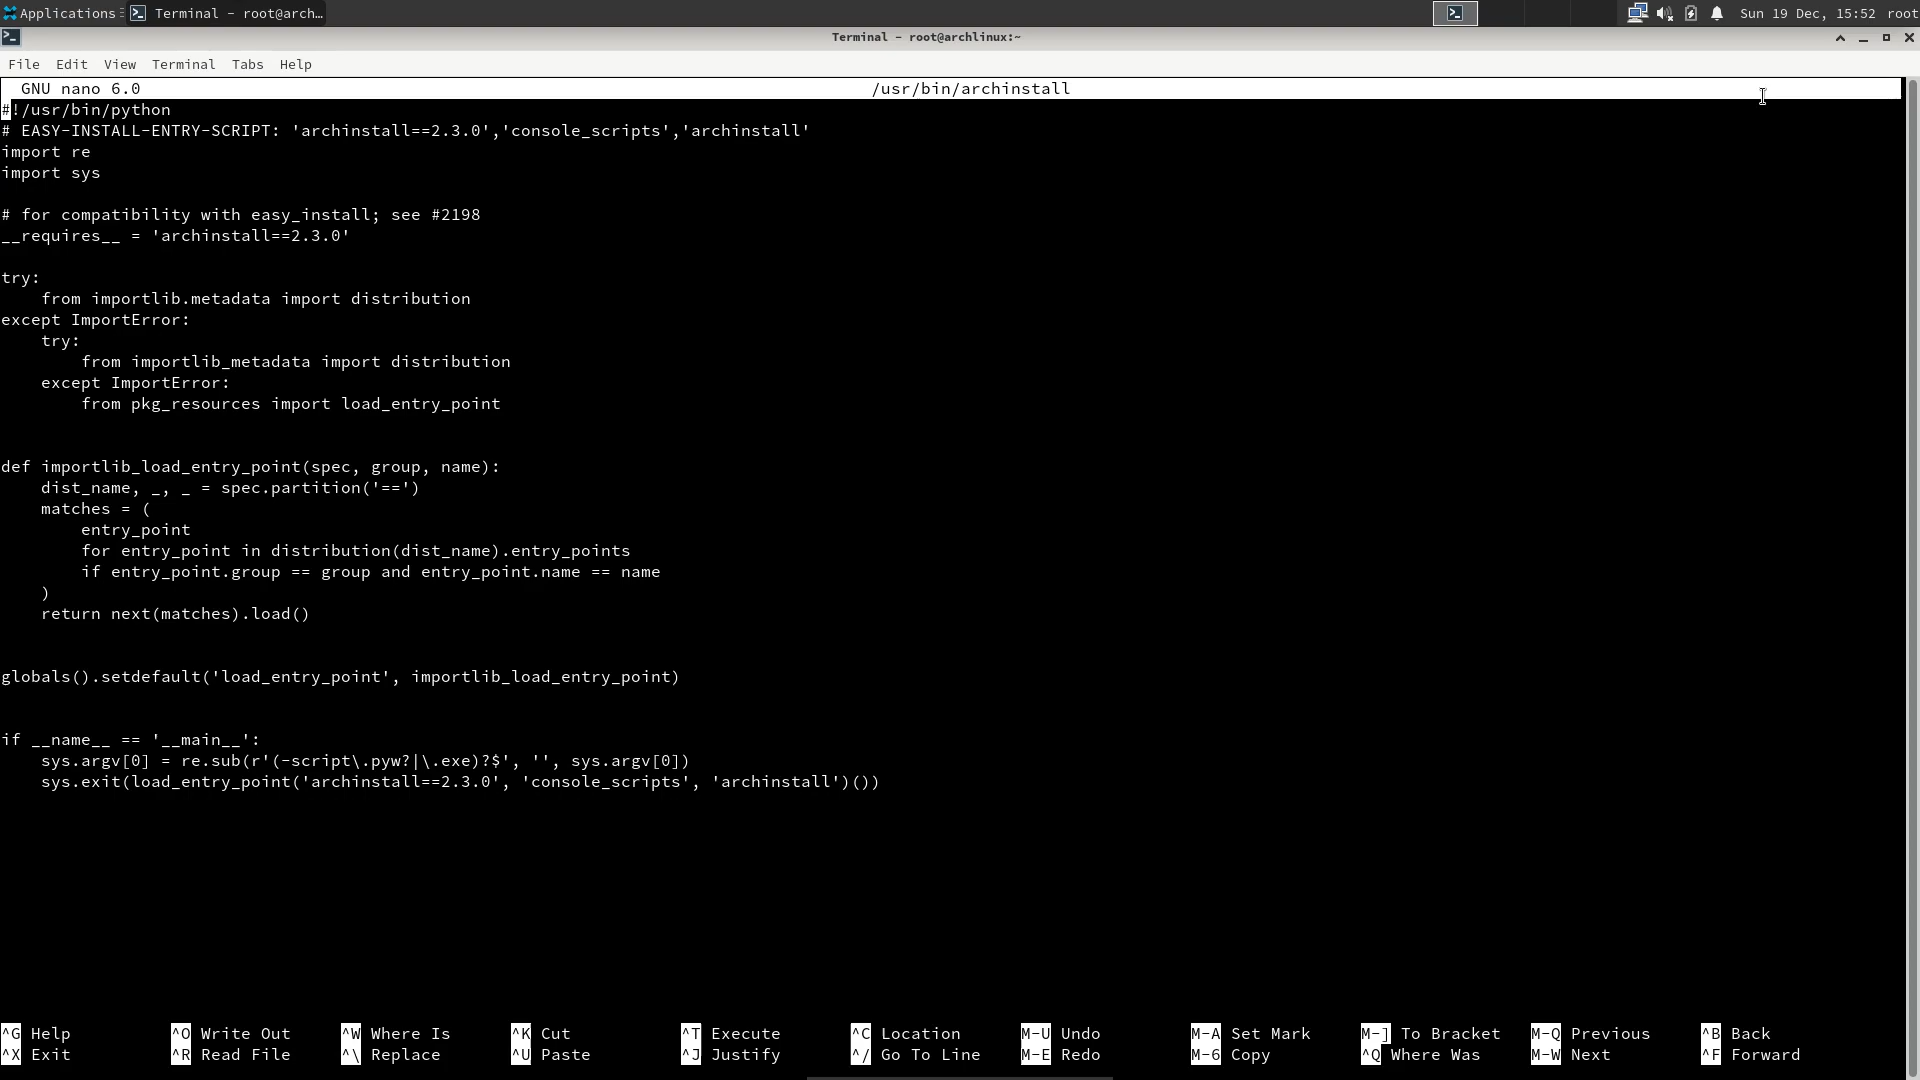 Applications Terminal - root@arch… Sun 19 Dec, 15:52 root
Terminal - root@archlinux:~
File Edit View Terminal Tabs Help
GNU nano 6.0 /usr/bin/archinstall
#!/usr/bin/python
# EASY-INSTALL-ENTRY-SCRIPT: 'archinstall==2.3.0','console_scripts','archinstall'
import re
import sys

# for compatibility with easy_install; see #2198
__requires__ = 'archinstall==2.3.0'

try:
    from importlib.metadata import distribution
except ImportError:
    try:
        from importlib_metadata import distribution
    except ImportError:
        from pkg_resources import load_entry_point


def importlib_load_entry_point(spec, group, name):
    dist_name, _, _ = spec.partition('==')
    matches = (
        entry_point
        for entry_point in distribution(dist_name).entry_points
        if entry_point.group == group and entry_point.name == name
    )
    return next(matches).load()


globals().setdefault('load_entry_point', importlib_load_entry_point)


if __name__ == '__main__':
    sys.argv[0] = re.sub(r'(-script\.pyw?|\.exe)?$', '', sys.argv[0])
    sys.exit(load_entry_point('archinstall==2.3.0', 'console_scripts', 'archinstall')())

^G Help ^O Write Out ^W Where Is ^K Cut ^T Execute ^C Location M-U Undo M-A Set Mark M-] To Bracket M-Q Previous ^B Back
^X Exit ^R Read File ^\ Replace ^U Paste ^J Justify ^/ Go To Line M-E Redo M-6 Copy ^Q Where Was M-W Next ^F Forward